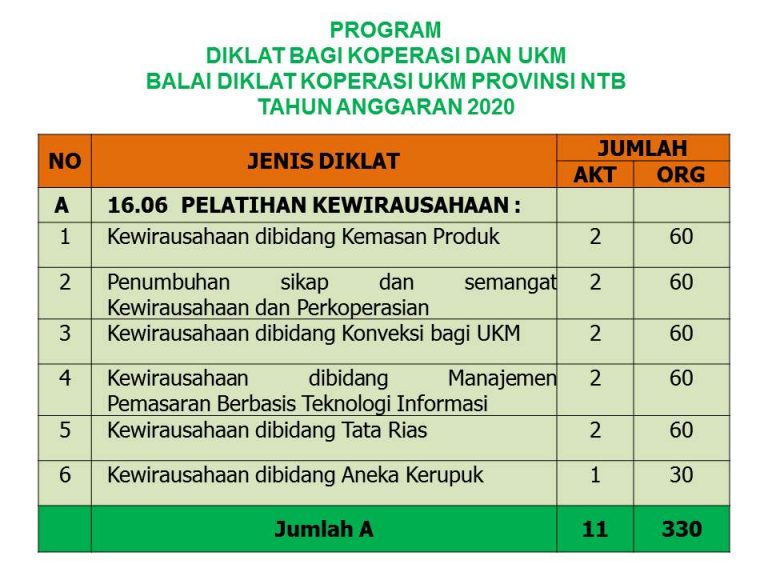 PROGRAM
DIKLAT BAGI KOPERASI DAN UKM
BALAI DIKLAT KOPERASI UKM PROVINSI NTB
TAHUN ANGGARAN 2020
NO JENIS DIKLAT JUMLAH
AKT ORG
A 16.06 PELATIHAN KEWIRAUSAHAAN :
1 Kewirausahaan dibidang Kemasan Produk 2 60
2 Penumbuhan sikap dan semangat 2 60
Kewirausahaan dan Perkoperasian
3 Kewirausahaan dibidang Konveksi bagi UKM 2 60
4 Kewirausahaan dibidang Manajemen 2 60
Pemasaran Berbasis Teknologi Informasi
5 Kewirausahaan dibidang Tata Rias 2 60
6 Kewirausahaan dibidang Aneka Kerupuk 1 30
Jumlah A 11 330